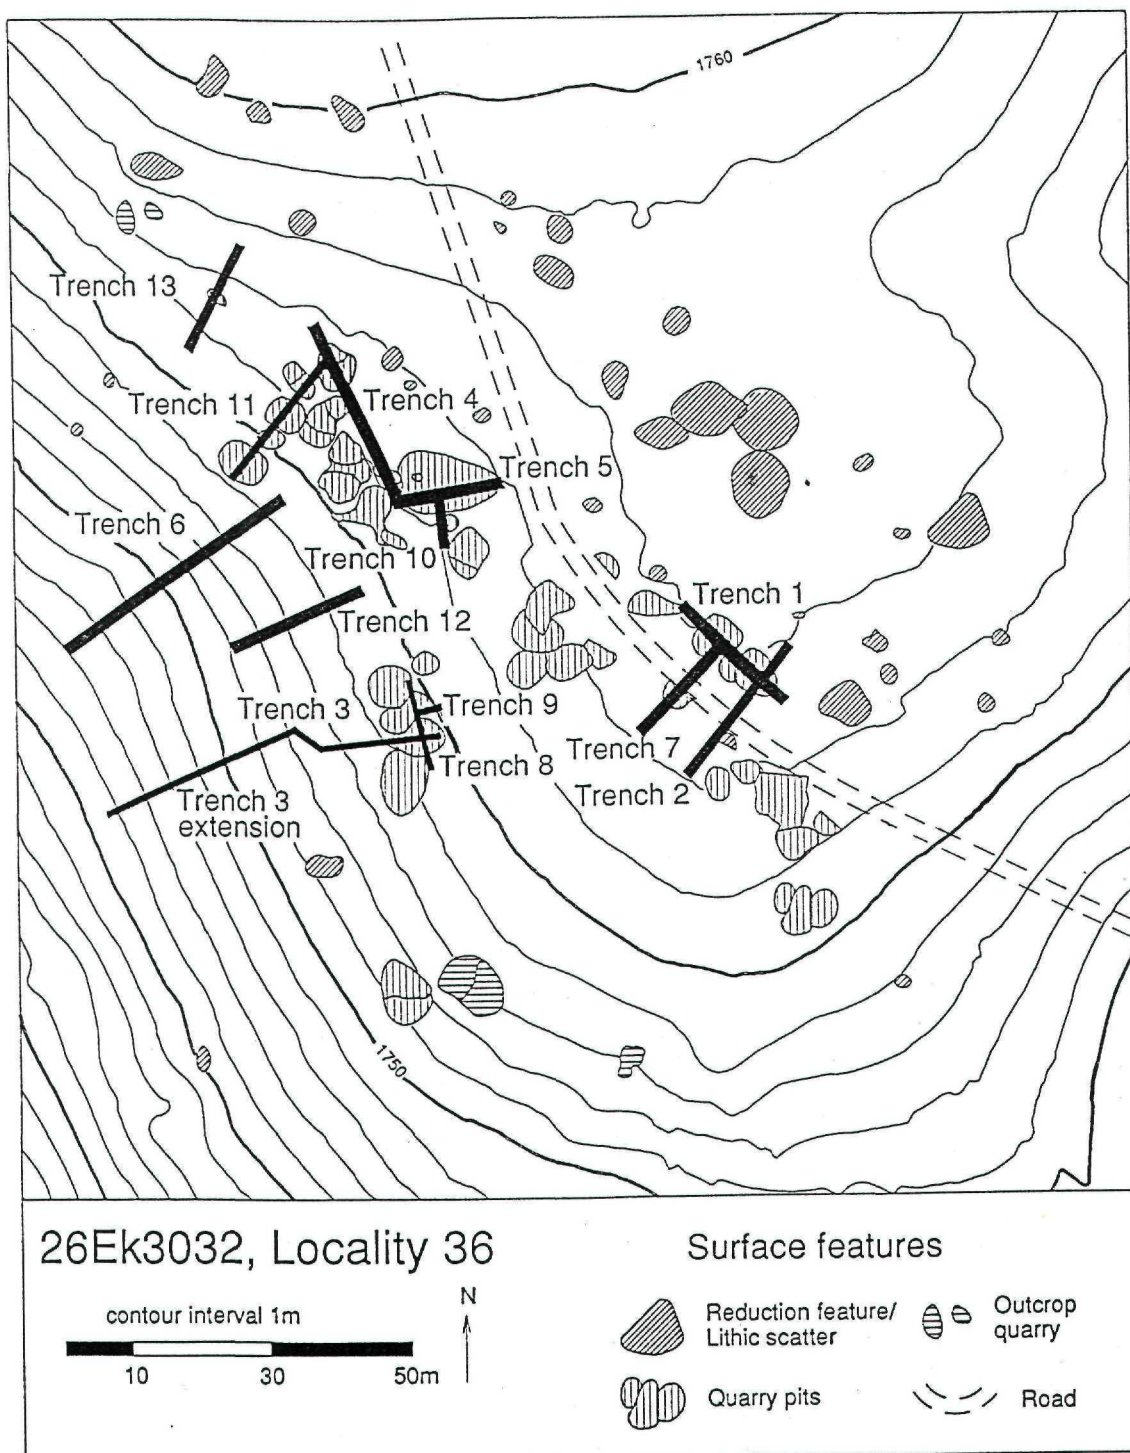 1760
Trench 13
Trench 11
Trench 4
Trench 5
Trench 6
Trench 10
Trench 1
Trench 12
Trench 3
Trench 9
Trench 7
Trench 8
Trench 2
Trench 3
extension
1750
26Ek3032, Locality 36
contour interval 1m
10 30 50m
N
Surface features
Reduction feature/
Lithic scatter
Outcrop
quarry
Quarry pits
Road